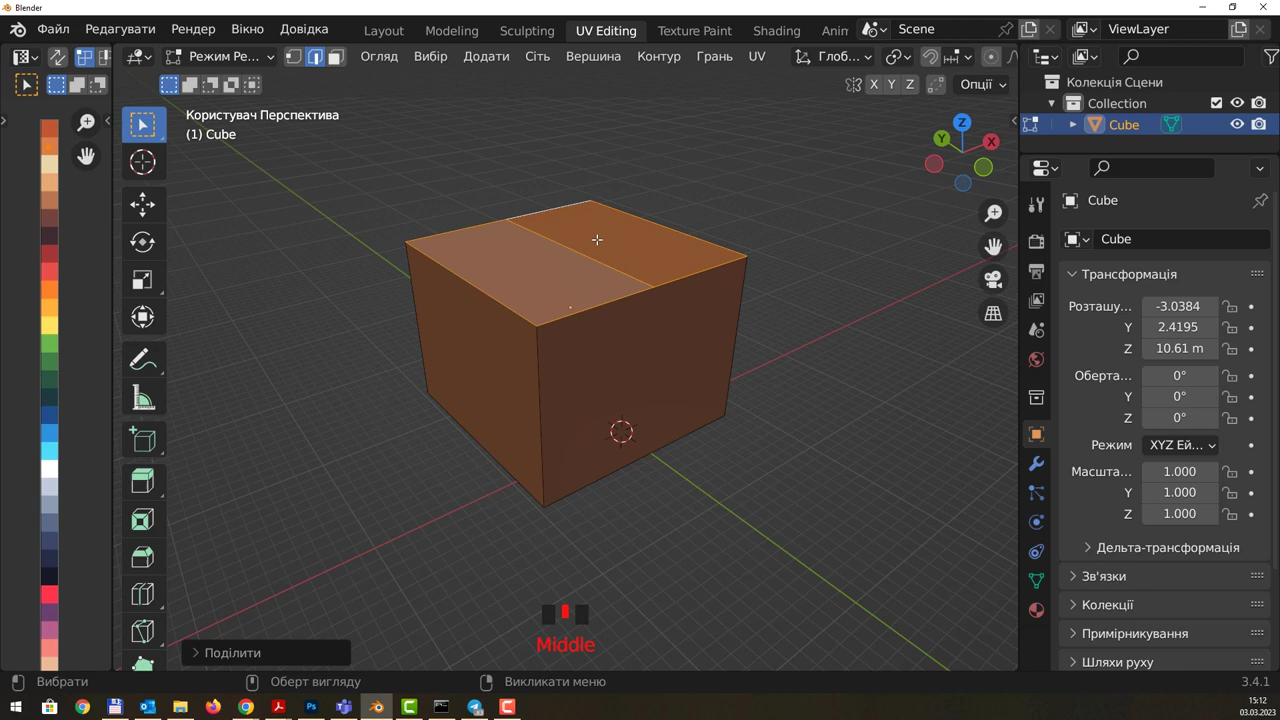 Blender
Файл Редагувати Рендер Вікно Довідка Layout Modeling Sculpting UV Editing Texture Paint Shading Anim Scene ViewLayer
Режим Ре... Огляд Вибір Додати Сіть Вершина Контур Грань UV Глоб...
X Y Z Опції
Користувач Перспектива
(1) Cube
Z
Y
X
Колекція Сцени
Collection
Cube
Cube
Cube
Трансформація
Розташу... -3.0384
Y 2.4195
Z 10.61 m
Оберта... 0°
Y 0°
Z 0°
Режим XYZ Ей...
Масшта... 1.000
Y 1.000
Z 1.000
Дельта-трансформація
Зв'язки
Колекції
Примірникування
Шляхи руху
Middle
Поділити
Вибрати Оберт вигляду Викликати меню 3.4.1
15:12
03.03.2023